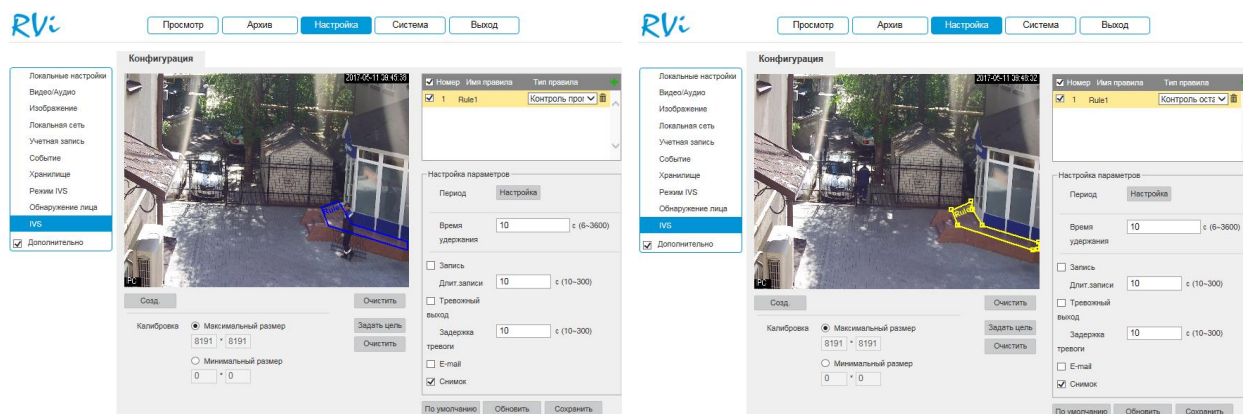 RVi
Просмотр Архив Настройка Система Выход
Конфигурация
Локальные настройки
Видео/Аудио
Изображение
Локальная сеть
Учетная запись
Событие
Хранилище
Режим IVS
Обнаружение лица
IVS
Дополнительно
2017-05-11 39:45:38
Rule1
PC
Созд. Очистить
Калибровка Максимальный размер Задать цель
8191 * 8191 Очистить
Минимальный размер
0 * 0
Номер Имя правила Тип правила +
1 Rule1 Контроль прог
Настройка параметров
Период Настройка
Время 10 с (6~3600)
удержания
Запись
Длит.записи 10 с (10~300)
Тревожный
выход
Задержка 10 с (10~300)
тревоги
E-mail
Снимок
По умолчанию Обновить Сохранить
RVi
Просмотр Архив Настройка Система Выход
Конфигурация
Локальные настройки
Видео/Аудио
Изображение
Локальная сеть
Учетная запись
Событие
Хранилище
Режим IVS
Обнаружение лица
IVS
Дополнительно
2017-05-11 39:48:32
Rule1
PC
Созд. Очистить
Калибровка Максимальный размер Задать цель
8191 * 8191 Очистить
Минимальный размер
0 * 0
Номер Имя правила Тип правила
1 Rule1 Контроль оста
Настройка параметров
Период Настройка
Время 10 с (6~3600)
удержания
Запись
Длит.записи 10 с (10~300)
Тревожный
выход
Задержка 10 с (10~300)
тревоги
E-mail
Снимок
По умолчанию Обновить Сохранить